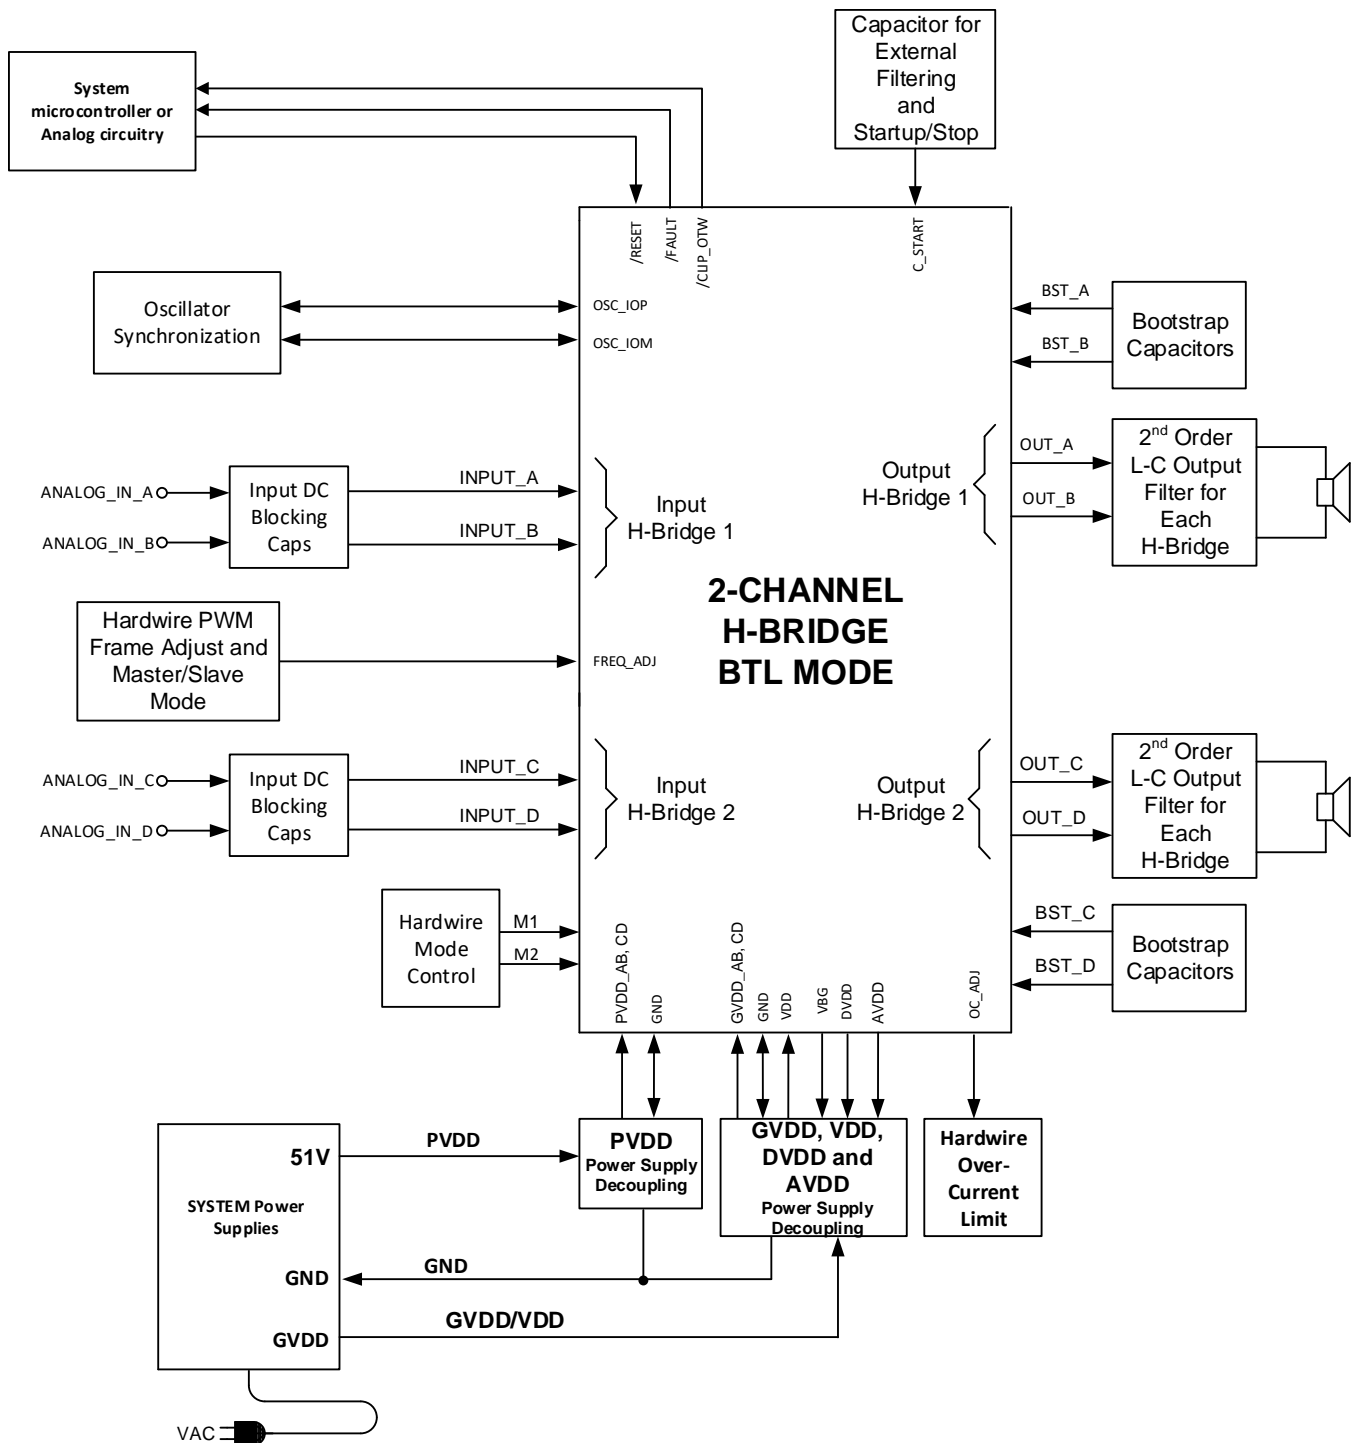 Capacitor for
External
Filtering
and
Startup/Stop
System
microcontroller or
Analog circuitry
/RESET
/FAULT
/CLIP_OTW
C_START
Oscillator
Synchronization
OSC_IOP
OSC_IOM
BST_A
BST_B
Bootstrap
Capacitors
ANALOG_IN_A
ANALOG_IN_B
Input DC
Blocking
Caps
INPUT_A
INPUT_B
Input
H-Bridge 1
Output
H-Bridge 1
OUT_A
OUT_B
2nd Order
L-C Output
Filter for
Each
H-Bridge
2-CHANNEL
H-BRIDGE
BTL MODE
Hardwire PWM
Frame Adjust and
Master/Slave
Mode
FREQ_ADJ
ANALOG_IN_C
ANALOG_IN_D
Input DC
Blocking
Caps
INPUT_C
INPUT_D
Input
H-Bridge 2
Output
H-Bridge 2
OUT_C
OUT_D
2nd Order
L-C Output
Filter for
Each
H-Bridge
Hardwire
Mode
Control
M1
M2
PVDD_AB, CD
GND
GVDD_AB, CD
GND
VDD
VBG
DVDD
AVDD
OC_ADJ
BST_C
BST_D
Bootstrap
Capacitors
51V
SYSTEM Power
Supplies
GND
GVDD
PVDD
PVDD
Power Supply
Decoupling
GVDD, VDD,
DVDD and
AVDD
Power Supply
Decoupling
Hardwire
Over-
Current
Limit
GND
GVDD/VDD
VAC